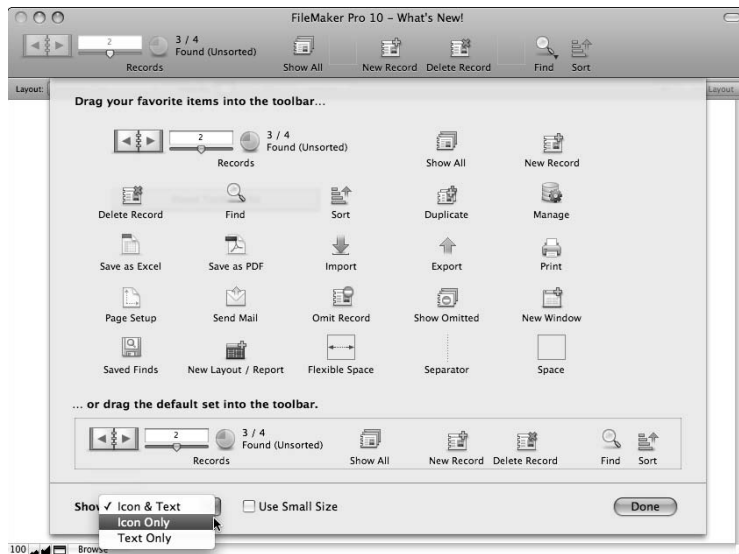 FileMaker Pro 10 – What's New!
2
3 / 4
Found (Unsorted)
Records Show All New Record Delete Record Find Sort
Layout: Layout
Drag your favorite items into the toolbar...
2
3 / 4
Found (Unsorted)
Records Show All New Record
Delete Record Find Sort Duplicate Manage
Save as Excel Save as PDF Import Export Print
Page Setup Send Mail Omit Record Show Omitted New Window
Saved Finds New Layout / Report Flexible Space Separator Space
... or drag the default set into the toolbar.
2
3 / 4
Found (Unsorted)
Records Show All New Record Delete Record Find Sort
Show ✓ Icon & Text Use Small Size Done
Icon Only
Text Only
100 Browse